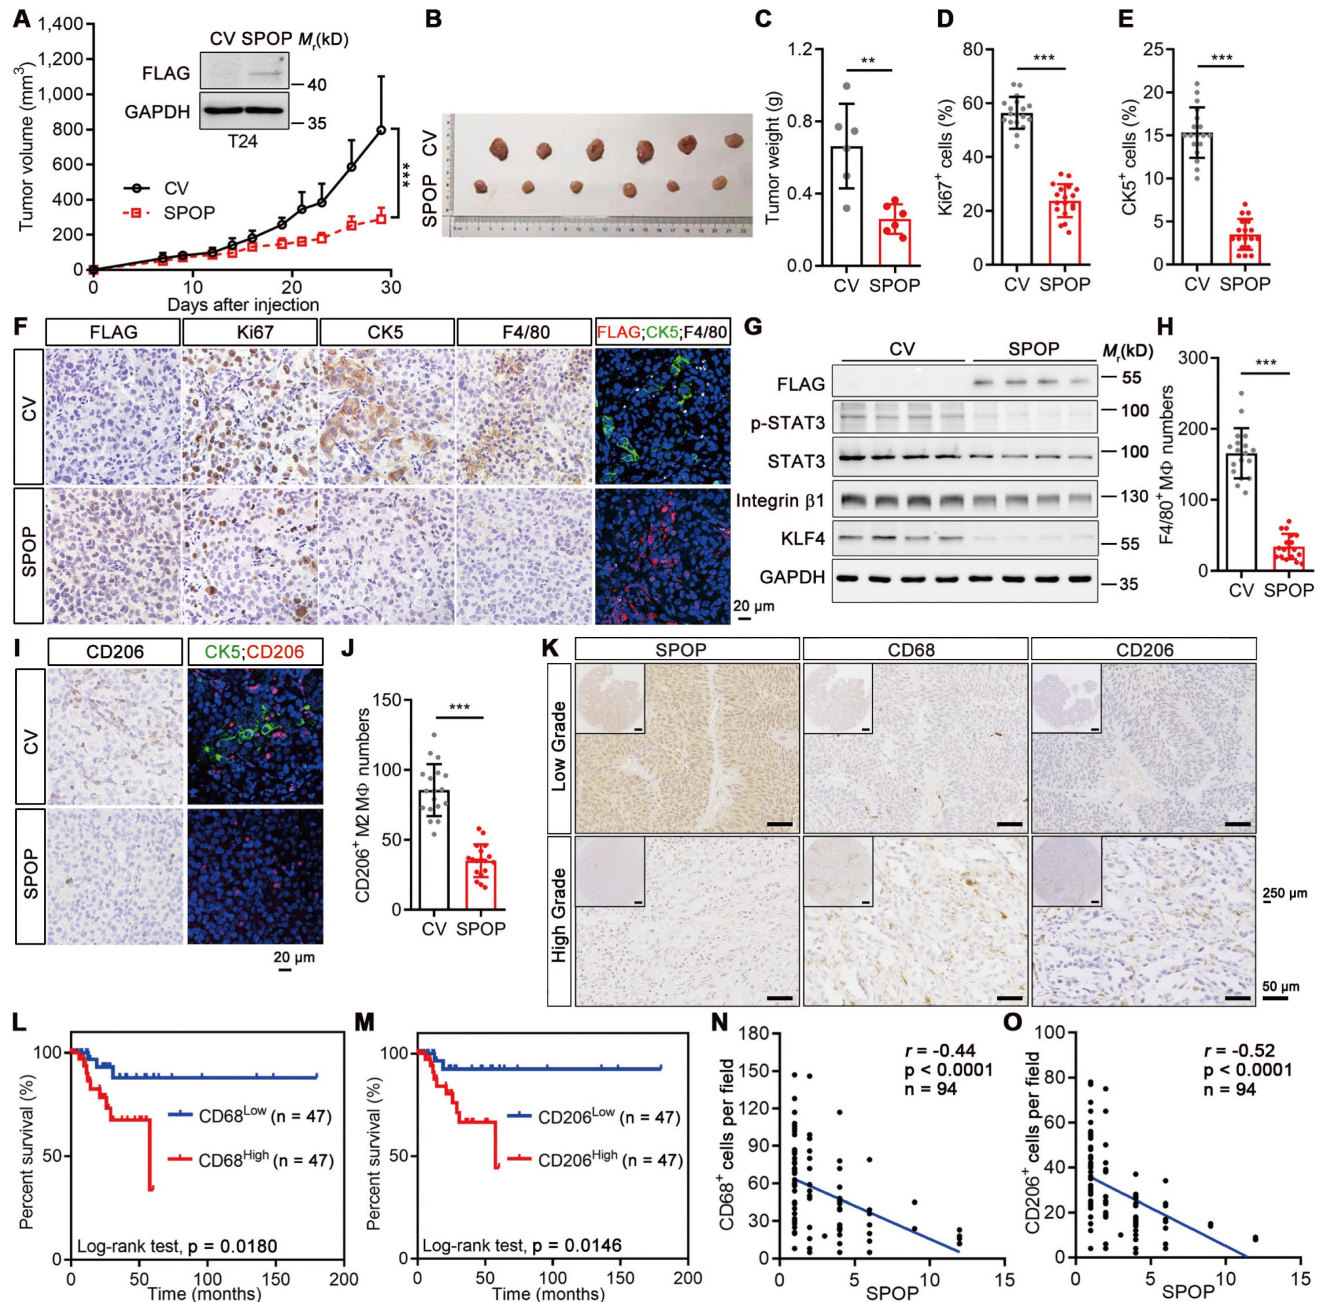 A
Tumor volume (mm³)
1,400
1,200
1,000
800
600
400
200
0
0
10
20
30
Days after injection
CV SPOP Mr(kD)
FLAG
40
GAPDH
35
T24
CV
SPOP
***
B
CV
SPOP
C
Tumor weight (g)
1.2
0.8
0.4
0.0
**
CV SPOP
D
Ki67⁺ cells (%)
80
60
40
20
0
***
CV SPOP
E
CK5⁺ cells (%)
25
20
15
10
5
0
***
CV SPOP
F
FLAG Ki67 CK5 F4/80 FLAG;CK5;F4/80
CV
SPOP
20 μm
G
CV SPOP Mr(kD)
FLAG 55
p-STAT3 100
STAT3 100
Integrin β1 130
KLF4 55
GAPDH 35
H
F4/80⁺ MΦ numbers
300
200
100
0
***
CV SPOP
I
CD206 CK5;CD206
CV
SPOP
20 μm
J
CD206⁺ M2 MΦ numbers
150
100
50
0
***
CV SPOP
K
SPOP CD68 CD206
Low Grade
High Grade
250 μm
50 μm
L
Percent survival (%)
100
50
0
CD68Low (n = 47)
CD68High (n = 47)
Log-rank test, p = 0.0180
0 50 100 150 200
Time (months)
M
Percent survival (%)
100
50
0
CD206Low (n = 47)
CD206High (n = 47)
Log-rank test, p = 0.0146
0 50 100 150 200
Time (months)
N
CD68⁺ cells per field
180
150
120
90
60
30
0
r = -0.44
p < 0.0001
n = 94
0 5 10 15
SPOP
O
CD206⁺ cells per field
100
80
60
40
20
0
r = -0.52
p < 0.0001
n = 94
0 5 10 15
SPOP